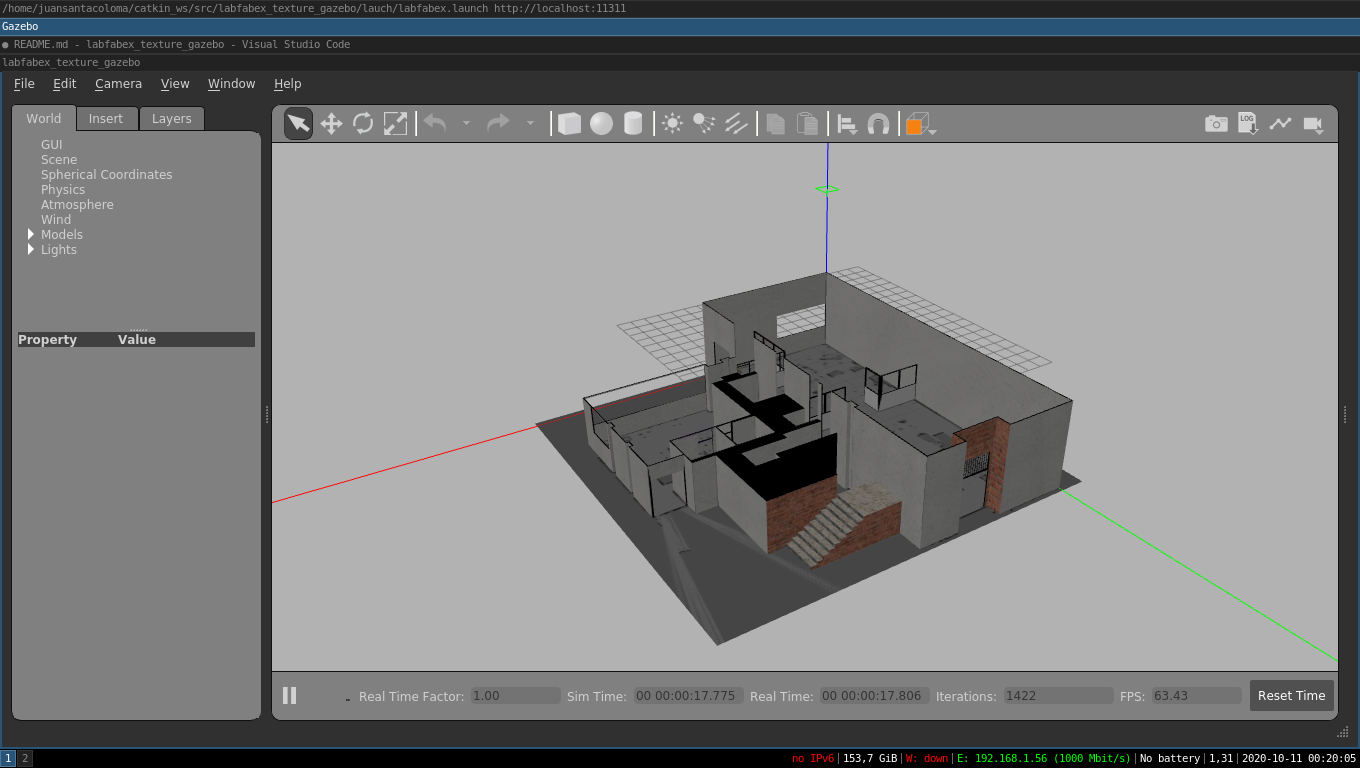 /home/juansantacoloma/catkin_ws/src/labfabex_texture_gazebo/lauch/labfabex.launch http://localhost:11311
Gazebo
● README.md - labfabex_texture_gazebo - Visual Studio Code
labfabex_texture_gazebo
File Edit Camera View Window Help
World Insert Layers
LOG
GUI
Scene
Spherical Coordinates
Physics
Atmosphere
Wind
Models
Lights
Property Value
Real Time Factor: 1.00 Sim Time: 00 00:00:17.775 Real Time: 00 00:00:17.806 Iterations: 1422 FPS: 63.43 Reset Time
1 2 no IPv6|153,7 GiB|W: down|E: 192.168.1.56 (1000 Mbit/s)|No battery|1,31|2020-10-11 00:20:05